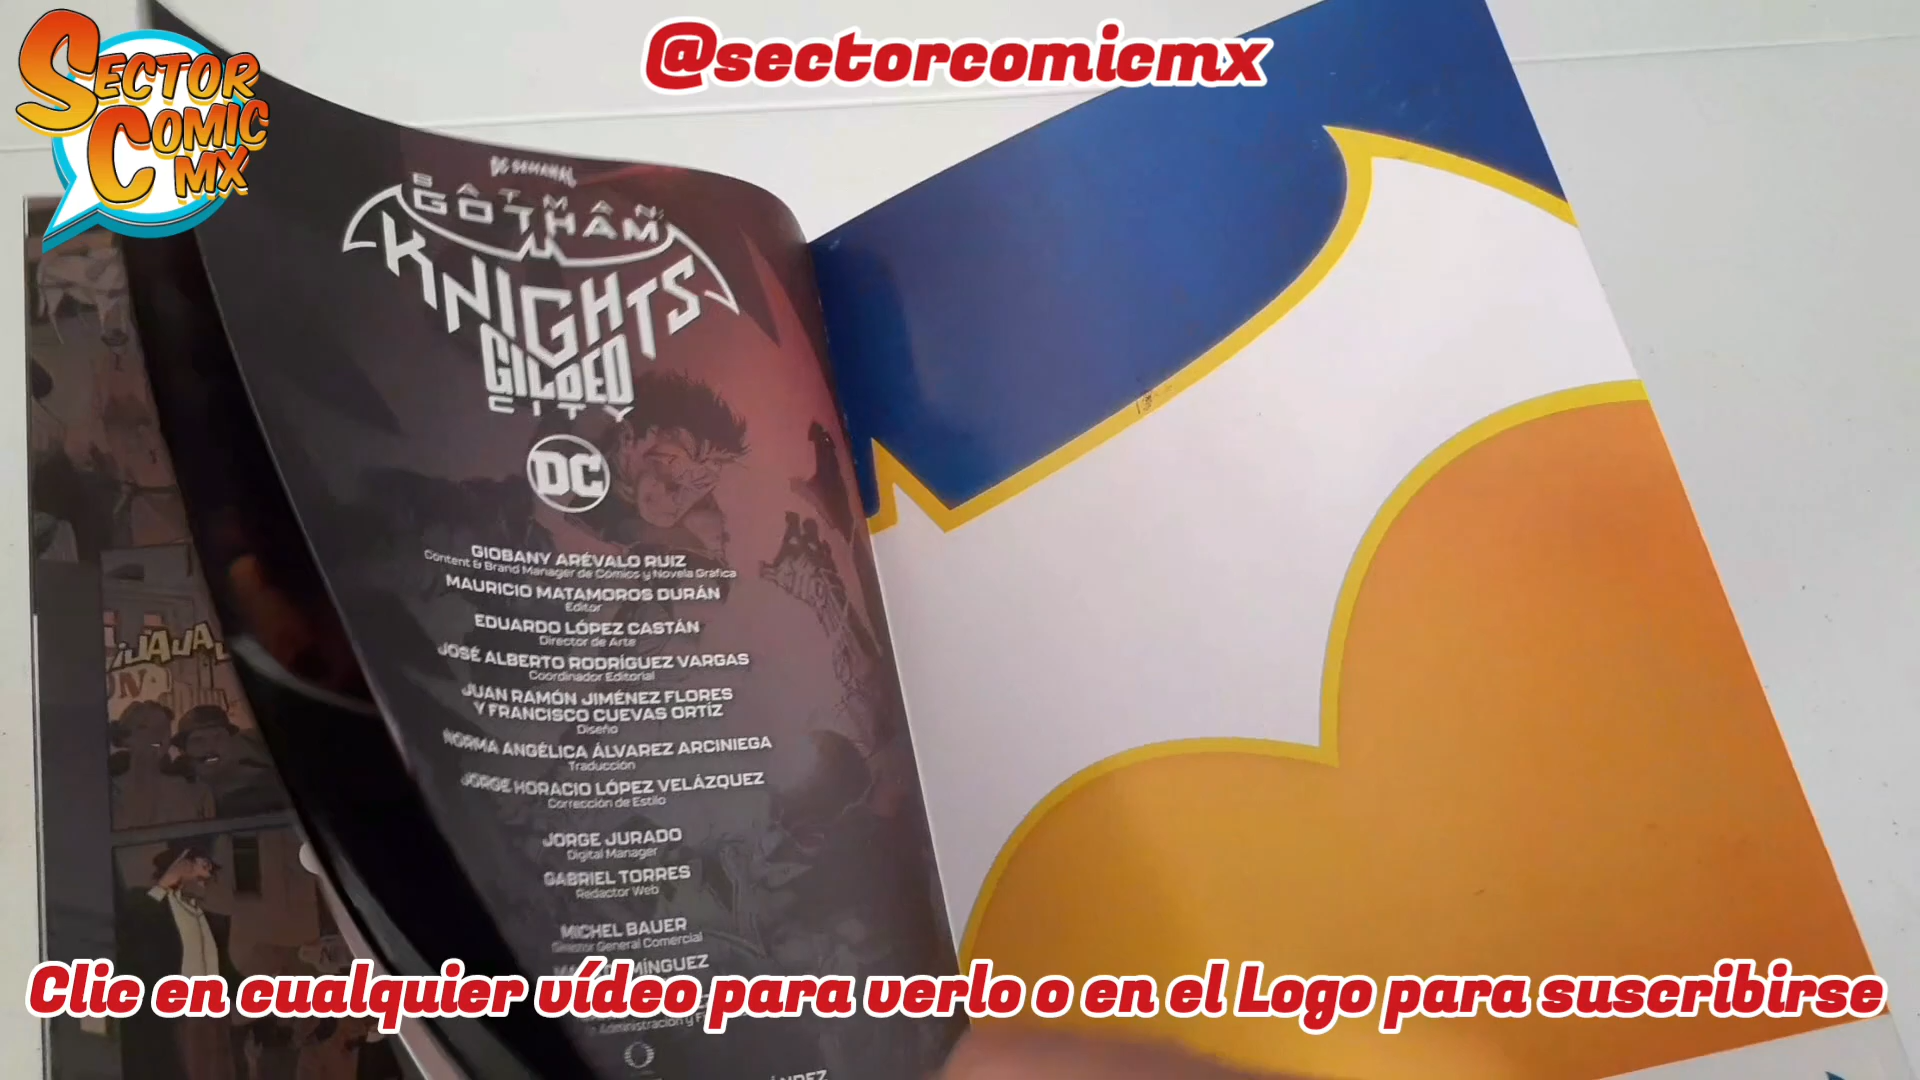 @sectorcomicmx
SECTOR
COMIC
MX
DC SEMANAL
BATMAN
GOTHAM
KNIGHTS
GILDED
CITY
DC
GIOBANY ARÉVALO RUIZ
Content & Brand Manager de Cómics y Novela Gráfica
MAURICIO MATAMOROS DURÁN
Editor
EDUARDO LÓPEZ CASTÁN
Director de Arte
JOSÉ ALBERTO RODRÍGUEZ VARGAS
Coordinador Editorial
JUAN RAMÓN JIMÉNEZ FLORES
Y FRANCISCO CUEVAS ORTÍZ
Diseño
NORMA ANGÉLICA ÁLVAREZ ARCINIEGA
Traducción
JORGE HORACIO LÓPEZ VELÁZQUEZ
Corrección de Estilo
JORGE JURADO
Digital Manager
GABRIEL TORRES
Redactor Web
MICHEL BAUER
Director General Comercial
Clic en cualquier vídeo para verlo o en el Logo para suscribirse
Administración y